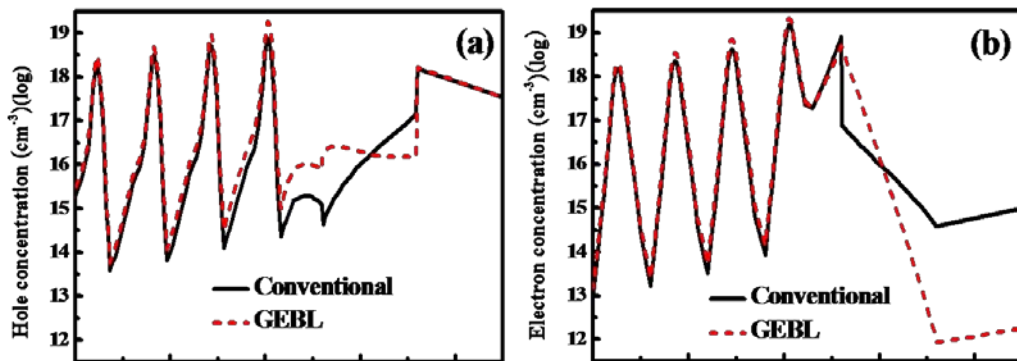 Hole concentration (cm-3)(log)
19
18
17
16
15
14
13
12
(a)
Conventional
GEBL
Electron concentration (cm-3)(log)
19
18
17
16
15
14
13
12
(b)
Conventional
GEBL